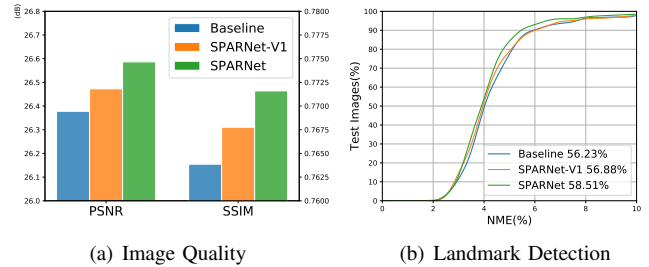 (dB)
26.8
26.7
26.6
26.5
26.4
26.3
26.2
26.1
26.0
Baseline
SPARNet-V1
SPARNet
0.7800
0.7775
0.7750
0.7725
0.7700
0.7675
0.7650
0.7625
0.7600
PSNR SSIM
(a) Image Quality
Test Images(%)
100
90
80
70
60
50
40
30
20
10
0
Baseline 56.23%
SPARNet-V1 56.88%
SPARNet 58.51%
0 2 4 6 8 10
NME(%)
(b) Landmark Detection